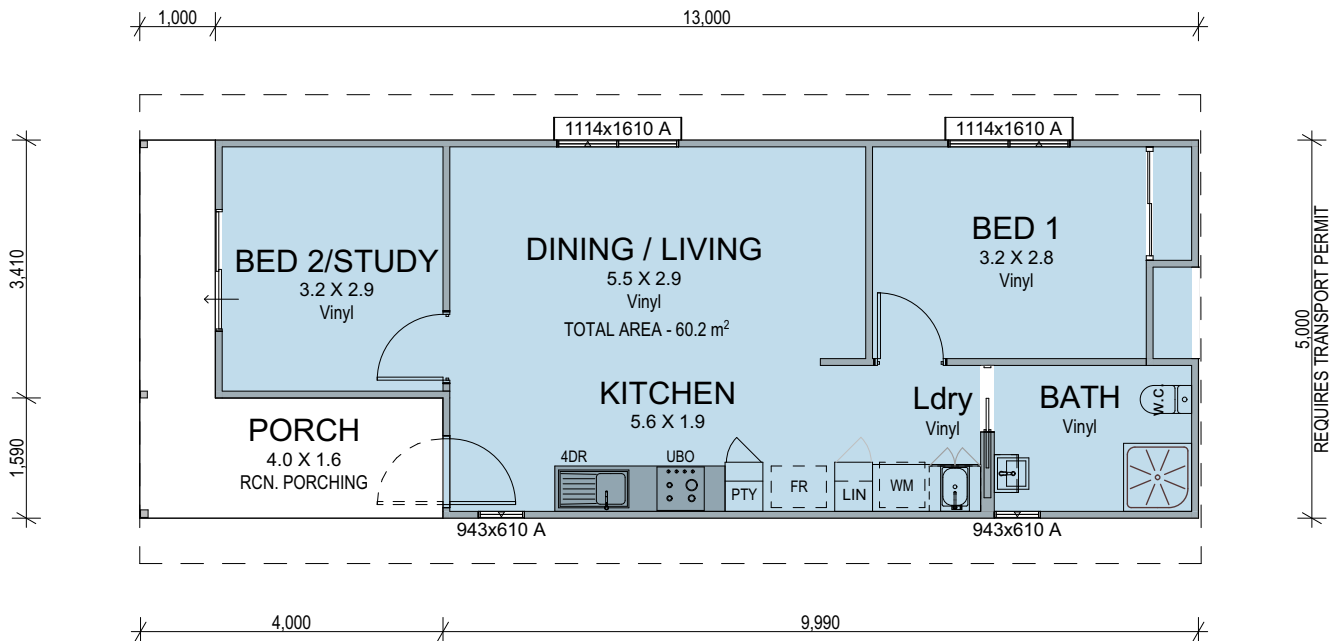 1,000
13,000
1114x1610 A
1114x1610 A
3,410
1,590
BED 2/STUDY
3.2 X 2.9
Vinyl
DINING / LIVING
5.5 X 2.9
Vinyl
TOTAL AREA - 60.2 m²
BED 1
3.2 X 2.8
Vinyl
5,000
REQUIRES TRANSPORT PERMIT
KITCHEN
5.6 X 1.9
Ldry
Vinyl
BATH
Vinyl
W.C.
PORCH
4.0 X 1.6
RCN. PORCHING
4DR
UBO
PTY
FR
LIN
WM
943x610 A
943x610 A
4,000
9,990